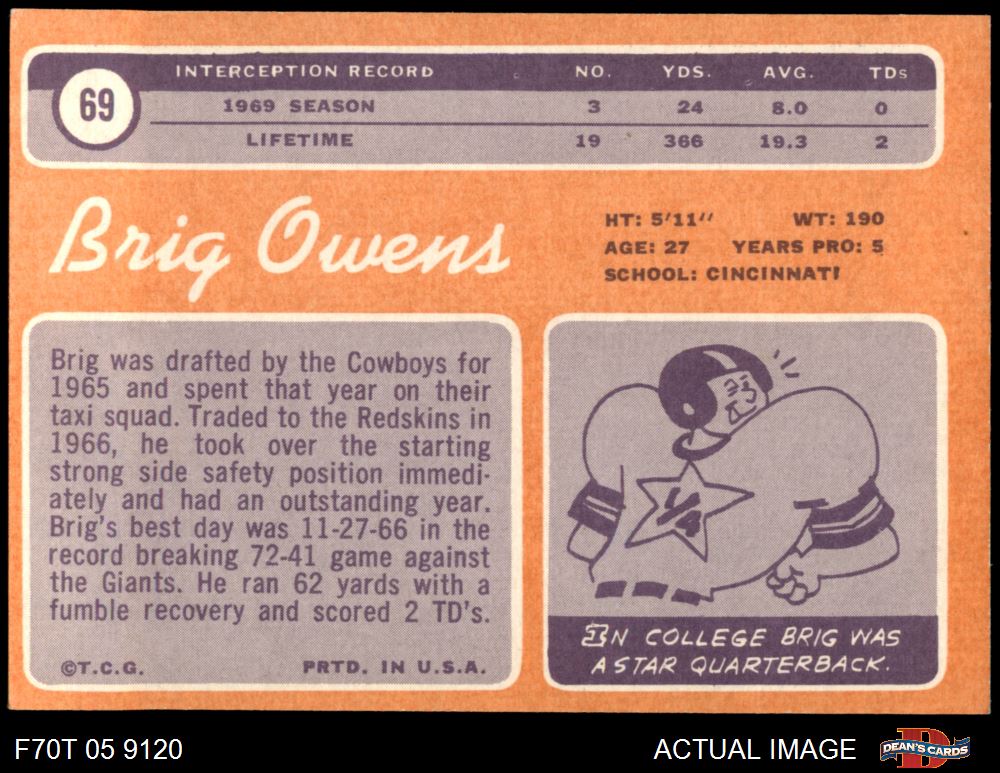 69
INTERCEPTION RECORD NO. YDS. AVG. TDs
1969 SEASON 3 24 8.0 0
LIFETIME 19 366 19.3 2
Brig Owens
HT: 5'11" WT: 190
AGE: 27 YEARS PRO: 5
SCHOOL: CINCINNATI
Brig was drafted by the Cowboys for
1965 and spent that year on their
taxi squad. Traded to the Redskins in
1966, he took over the starting
strong side safety position immedi-
ately and had an outstanding year.
Brig's best day was 11-27-66 in the
record breaking 72-41 game against
the Giants. He ran 62 yards with a
fumble recovery and scored 2 TD's.
©T.C.G. PRTD. IN U.S.A.
1/4
IN COLLEGE BRIG WAS
A STAR QUARTERBACK.
F70T 05 9120
ACTUAL IMAGE
D
DEAN'S CARDS